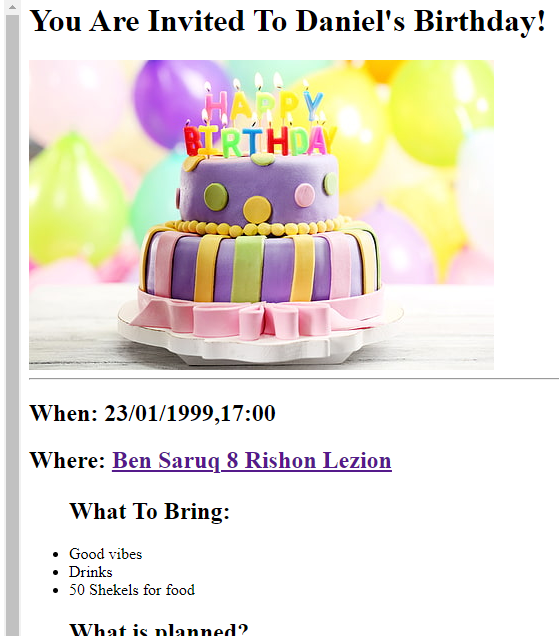 You Are Invited To Daniel's Birthday!
HAPPY
BIRTHDAY
When: 23/01/1999,17:00
Where: Ben Saruq 8 Rishon Lezion
What To Bring:
Good vibes
Drinks
50 Shekels for food
What is planned?